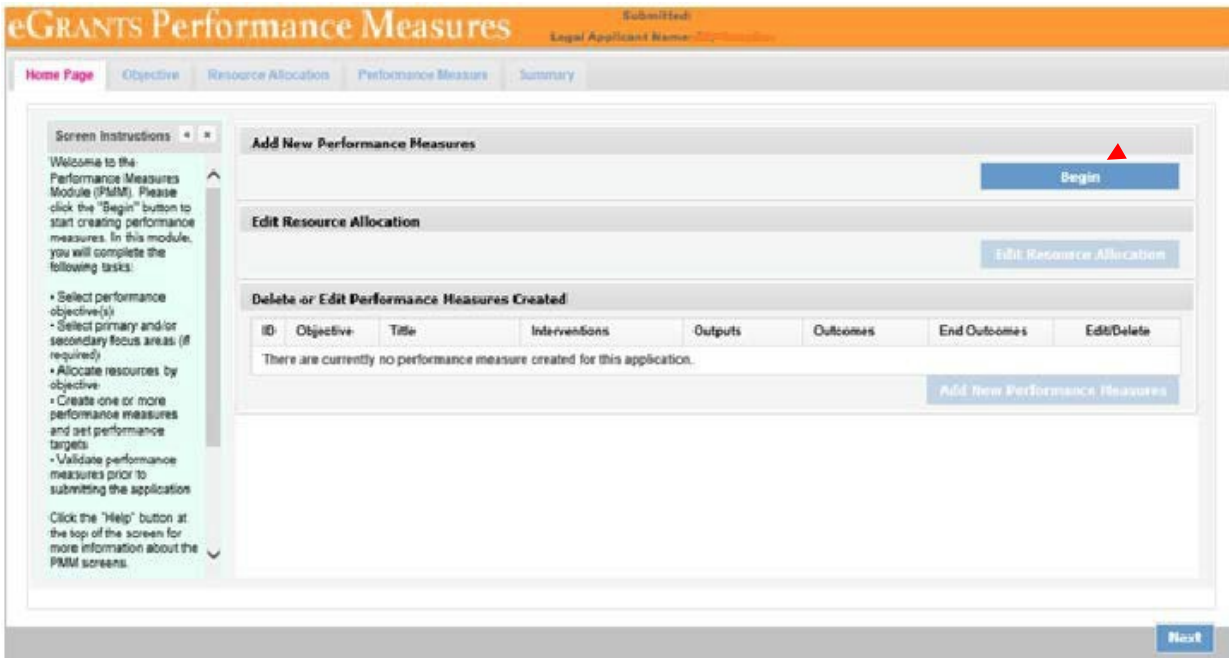 eGRANTS Performance Measures
Submitted:
Legal Applicant Name:
Home Page Objective Resource Allocation Performance Measure Summary
Screen Instructions
Welcome to the
Performance Measures
Module (PMM). Please
click the "Begin" button to
start creating performance
measures. In this module,
you will complete the
following tasks:
• Select performance
objective(s)
• Select primary and/or
secondary focus areas (if
required)
• Allocate resources by
objective
• Create one or more
performance measures
and set performance
targets
• Validate performance
measures prior to
submitting the application
Click the "Help" button at
the top of the screen for
more information about the
PMM screens.
Add New Performance Measures
Begin
Edit Resource Allocation
Edit Resource Allocation
Delete or Edit Performance Measures Created
ID Objective Title Interventions Outputs Outcomes End Outcomes Edit/Delete
There are currently no performance measure created for this application.
Add New Performance Measures
Next